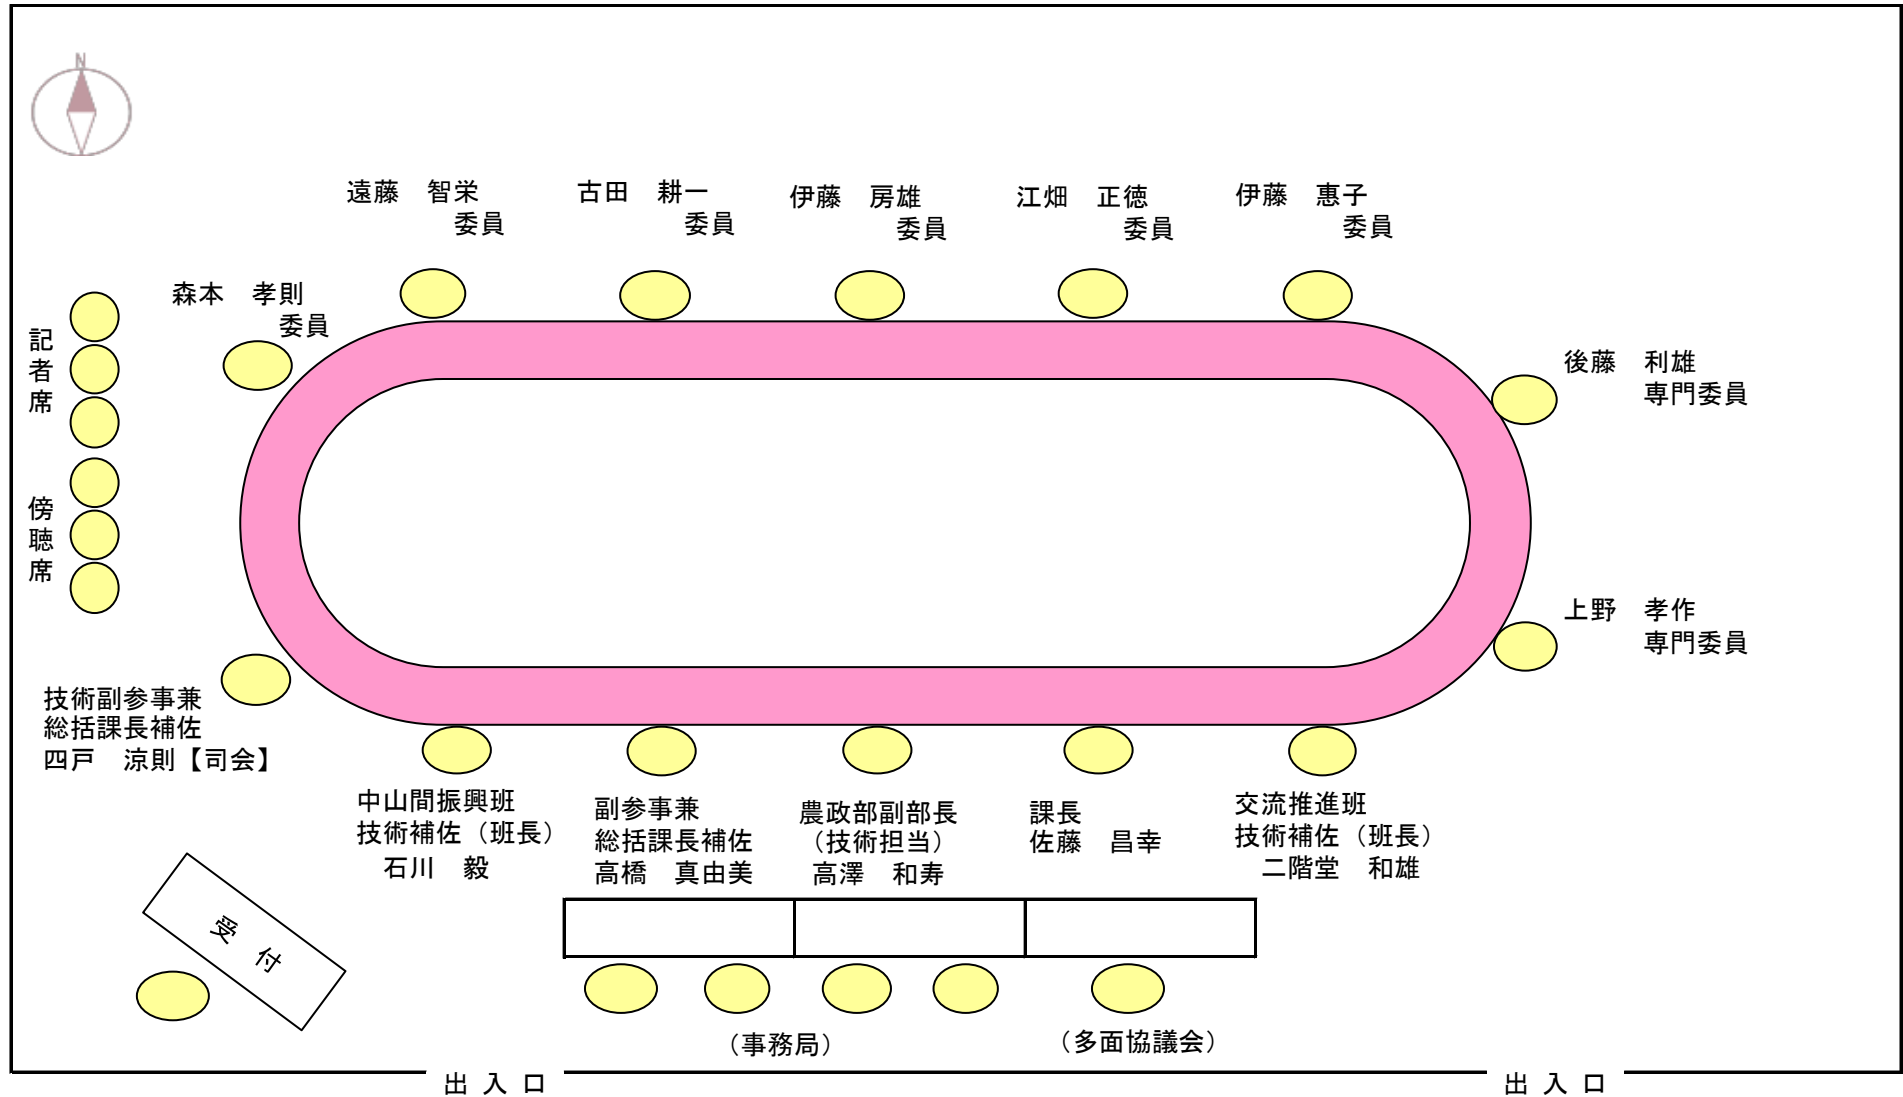 N
遠藤　智栄
委員
古田　耕一
委員
伊藤　房雄
委員
江畑　正徳
委員
伊藤　惠子
委員
森本　孝則
委員
記者席
傍聴席
後藤　利雄
専門委員
上野　孝作
専門委員
技術副参事兼
総括課長補佐
四戸　涼則【司会】
中山間振興班
技術補佐（班長）
石川　毅
副参事兼
総括課長補佐
高橋　真由美
農政部副部長
（技術担当）
高澤　和寿
課長
佐藤　昌幸
交流推進班
技術補佐（班長）
二階堂　和雄
受付
（事務局）
（多面協議会）
出入口
出入口